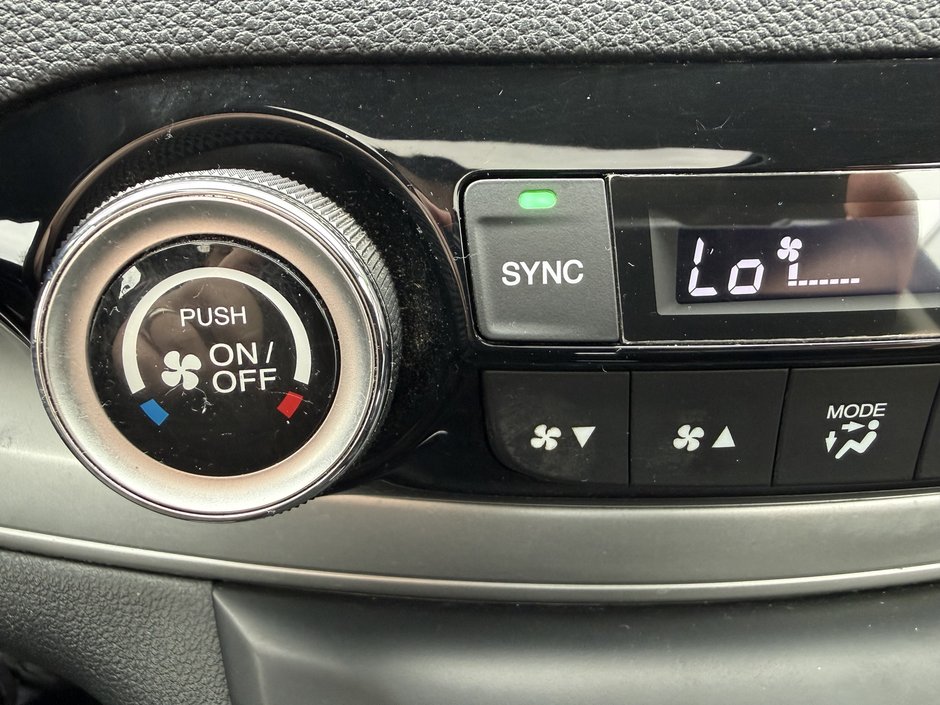 PUSH
ON /
OFF
SYNC
Lo
MODE